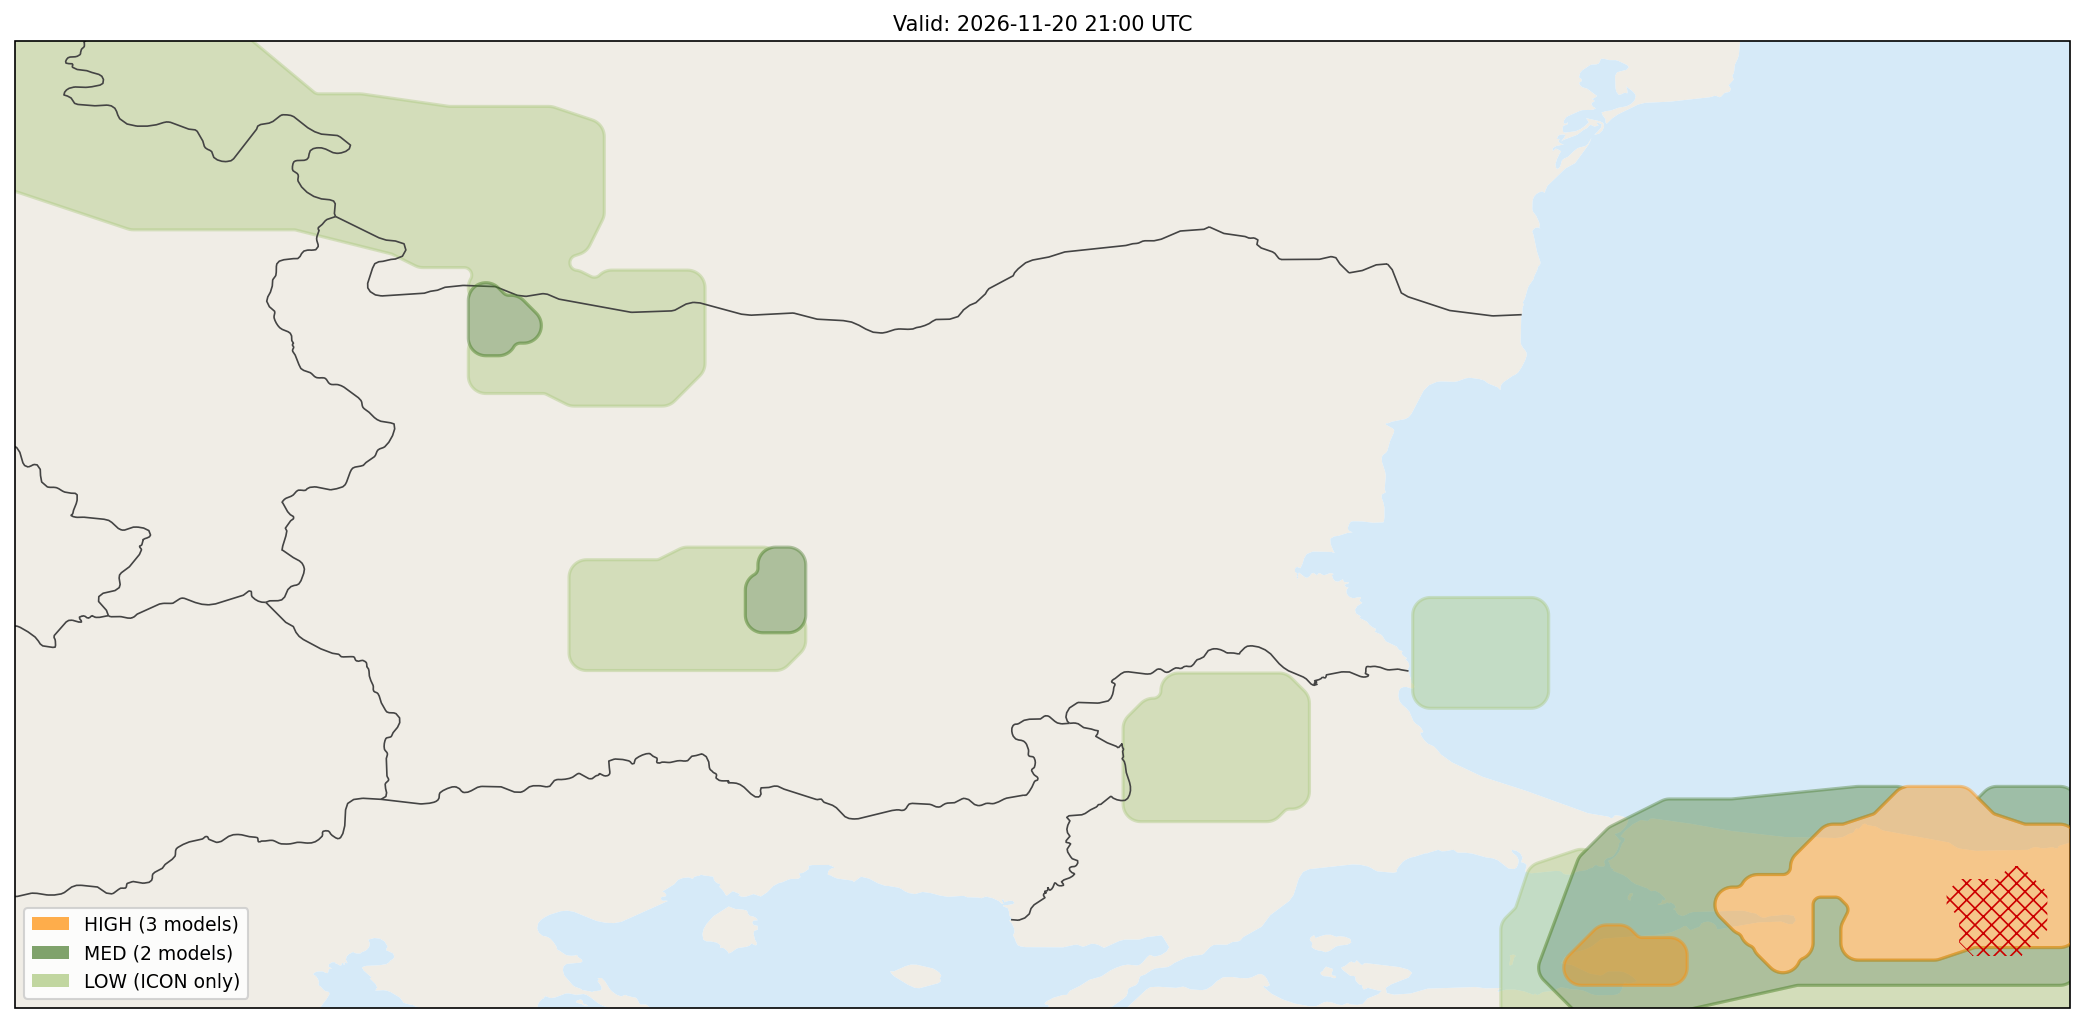 Valid: 2026-11-20 21:00 UTC
HIGH (3 models)
MED (2 models)
LOW (ICON only)